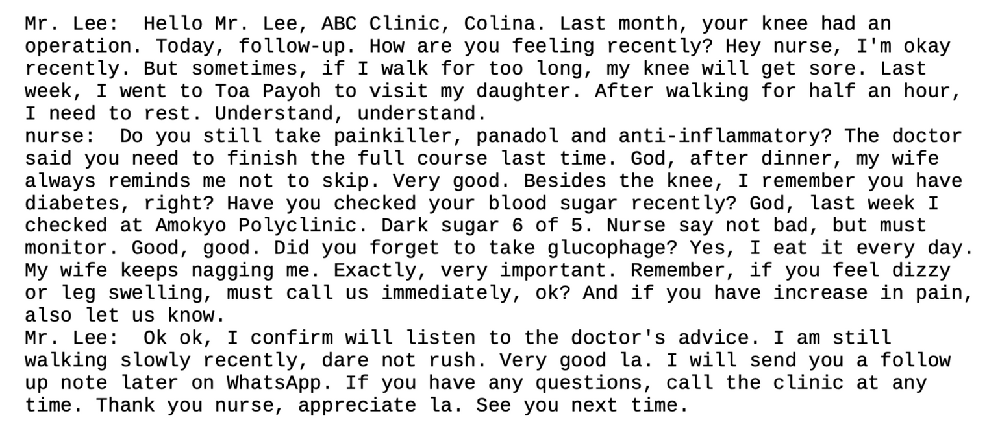 Mr. Lee:  Hello Mr. Lee, ABC Clinic, Colina. Last month, your knee had an
operation. Today, follow-up. How are you feeling recently? Hey nurse, I'm okay
recently. But sometimes, if I walk for too long, my knee will get sore. Last
week, I went to Toa Payoh to visit my daughter. After walking for half an hour,
I need to rest. Understand, understand.
nurse:  Do you still take painkiller, panadol and anti-inflammatory? The doctor
said you need to finish the full course last time. God, after dinner, my wife
always reminds me not to skip. Very good. Besides the knee, I remember you have
diabetes, right? Have you checked your blood sugar recently? God, last week I
checked at Amokyo Polyclinic. Dark sugar 6 of 5. Nurse say not bad, but must
monitor. Good, good. Did you forget to take glucophage? Yes, I eat it every day.
My wife keeps nagging me. Exactly, very important. Remember, if you feel dizzy
or leg swelling, must call us immediately, ok? And if you have increase in pain,
also let us know.
Mr. Lee:  Ok ok, I confirm will listen to the doctor's advice. I am still
walking slowly recently, dare not rush. Very good la. I will send you a follow
up note later on WhatsApp. If you have any questions, call the clinic at any
time. Thank you nurse, appreciate la. See you next time.